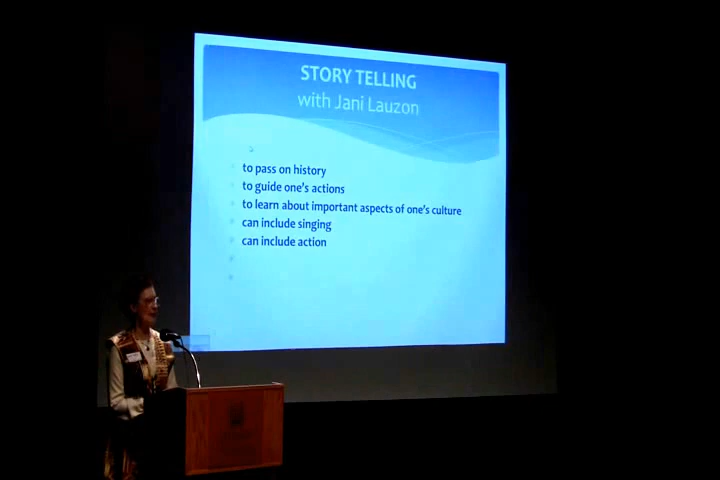 STORY TELLING
with Jani Lauzon
to pass on history
to guide one's actions
to learn about important aspects of one's culture
can include singing
can include action